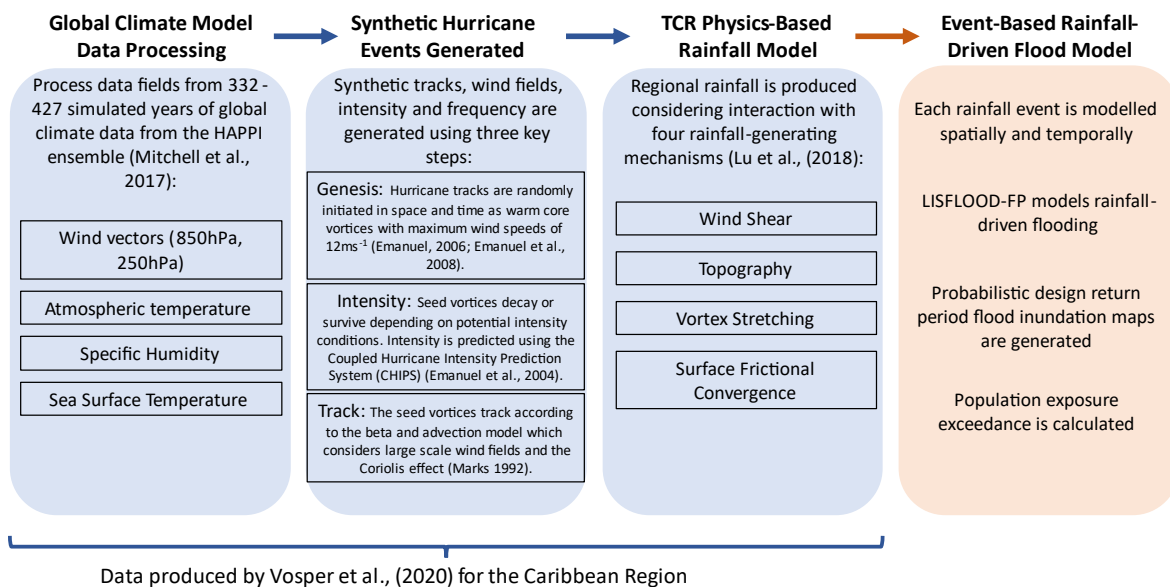 Global Climate Model
Data Processing
Process data fields from 332 -
427 simulated years of global
climate data from the HAPPI
ensemble (Mitchell et al.,
2017):
Wind vectors (850hPa,
250hPa)
Atmospheric temperature
Specific Humidity
Sea Surface Temperature
Synthetic Hurricane
Events Generated
Synthetic tracks, wind fields,
intensity and frequency are
generated using three key
steps:
Genesis: Hurricane tracks are randomly
initiated in space and time as warm core
vortices with maximum wind speeds of
12ms⁻¹ (Emanuel, 2006; Emanuel et al.,
2008).
Intensity: Seed vortices decay or
survive depending on potential intensity
conditions. Intensity is predicted using the
Coupled Hurricane Intensity Prediction
System (CHIPS) (Emanuel et al., 2004).
Track: The seed vortices track according
to the beta and advection model which
considers large scale wind fields and the
Coriolis effect (Marks 1992).
TCR Physics-Based
Rainfall Model
Regional rainfall is produced
considering interaction with
four rainfall-generating
mechanisms (Lu et al., (2018):
Wind Shear
Topography
Vortex Stretching
Surface Frictional
Convergence
Event-Based Rainfall-
Driven Flood Model
Each rainfall event is modelled
spatially and temporally
LISFLOOD-FP models rainfall-
driven flooding
Probabilistic design return
period flood inundation maps
are generated
Population exposure
exceedance is calculated
Data produced by Vosper et al., (2020) for the Caribbean Region